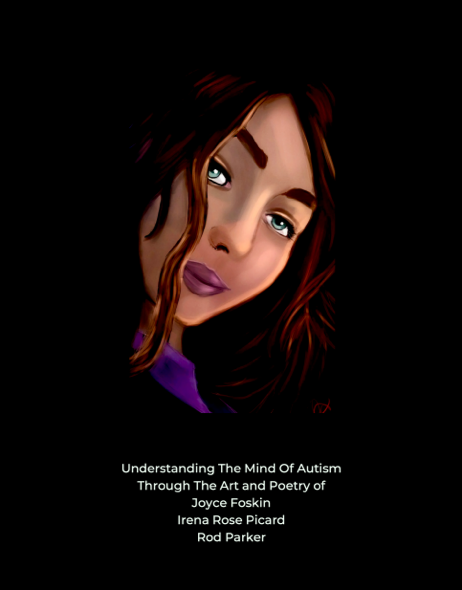 Understanding The Mind Of Autism
Through The Art and Poetry of
Joyce Foskin
Irena Rose Picard
Rod Parker